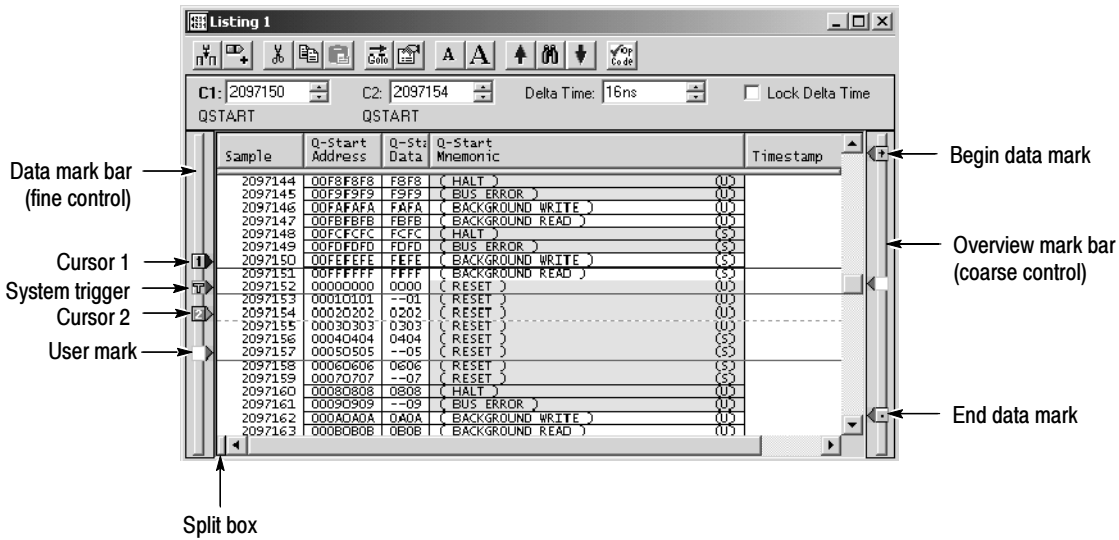 Listing 1
Goto A A Op Code
C1: 2097150 C2: 2097154 Delta Time: 16ns Lock Delta Time
QSTART QSTART
Sample Q-Start Address Q-Sta Data Q-Start Mnemonic Timestamp
2097144 00F8F8F8 F8F8 ( HALT ) (U)
2097145 00F9F9F9 F9F9 ( BUS ERROR ) (U)
2097146 00FAFAFA FAFA ( BACKGROUND WRITE ) (U)
2097147 00FBFBFB FBFB ( BACKGROUND READ ) (U)
2097148 00FCFCFC FCFC ( HALT ) (S)
2097149 00FDFDFD FDFD ( BUS ERROR ) (S)
2097150 00FEFEFE FEFE ( BACKGROUND WRITE ) (S)
2097151 00FFFFFF FFFF ( BACKGROUND READ ) (S)
2097152 00000000 0000 ( RESET ) (U)
2097153 00010101 --01 ( RESET ) (U)
2097154 00020202 0202 ( RESET ) (U)
2097155 00030303 0303 ( RESET ) (U)
2097156 00040404 0404 ( RESET ) (S)
2097157 00050505 --05 ( RESET ) (S)
2097158 00060606 0606 ( RESET ) (S)
2097159 00070707 --07 ( RESET ) (S)
2097160 00080808 0808 ( HALT ) (U)
2097161 00090909 --09 ( BUS ERROR ) (U)
2097162 000A0A0A 0A0A ( BACKGROUND WRITE ) (U)
2097163 000B0B0B 0B0B ( BACKGROUND READ ) (U)
Data mark bar
(fine control)
Cursor 1
1
System trigger
T
Cursor 2
2
User mark
Split box
Begin data mark
Overview mark bar
(coarse control)
End data mark